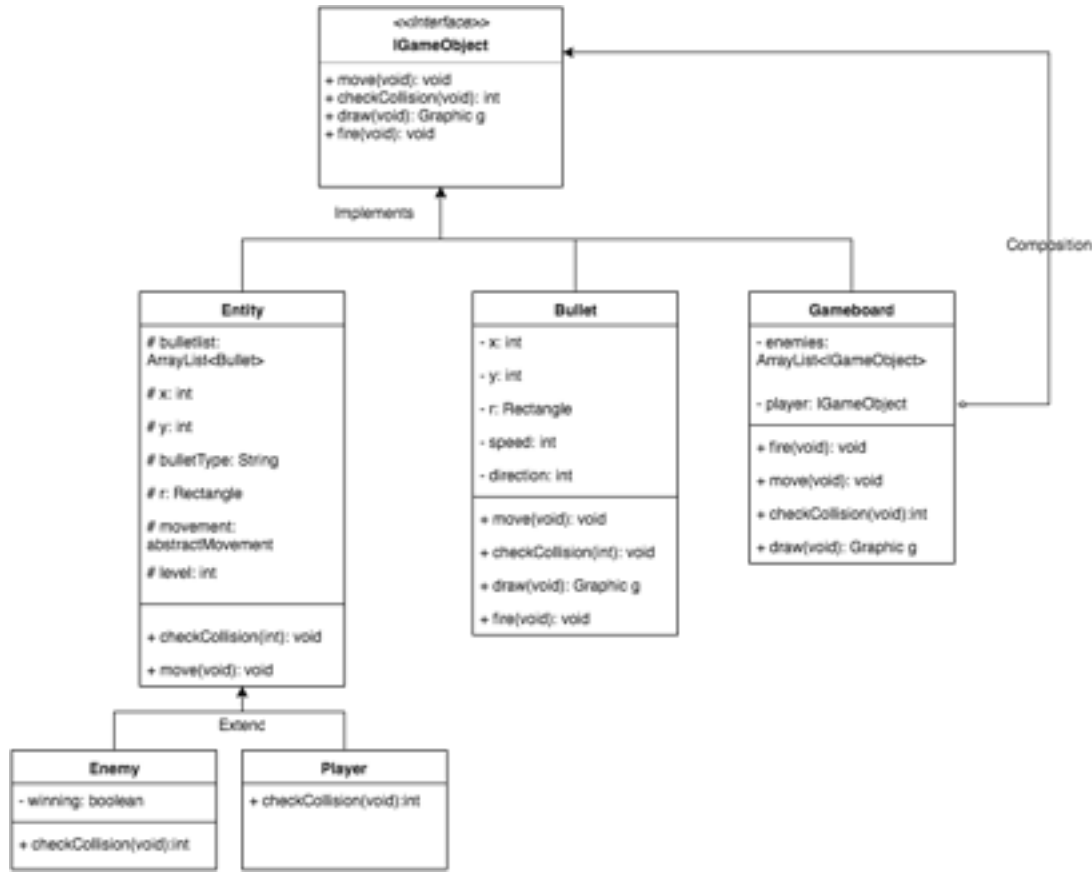 <<Interface>>
IGameObject
+ move(void): void
+ checkCollision(void): int
+ draw(void): Graphic g
+ fire(void): void
Implements
Composition
Entity
# bulletlist:
ArrayList<Bullet>
# x: int
# y: int
# bulletType: String
# r: Rectangle
# movement:
abstractMovement
# level: int
+ checkCollision(int): void
+ move(void): void
Bullet
- x: int
- y: int
- r: Rectangle
- speed: int
- direction: int
+ move(void): void
+ checkCollision(int): void
+ draw(void): Graphic g
+ fire(void): void
Gameboard
- enemies:
ArrayList<IGameObject>
- player: IGameObject
+ fire(void): void
+ move(void): void
+ checkCollision(void):int
+ draw(void): Graphic g
Extend
Enemy
- winning: boolean
+ checkCollision(void):int
Player
+ checkCollision(void):int